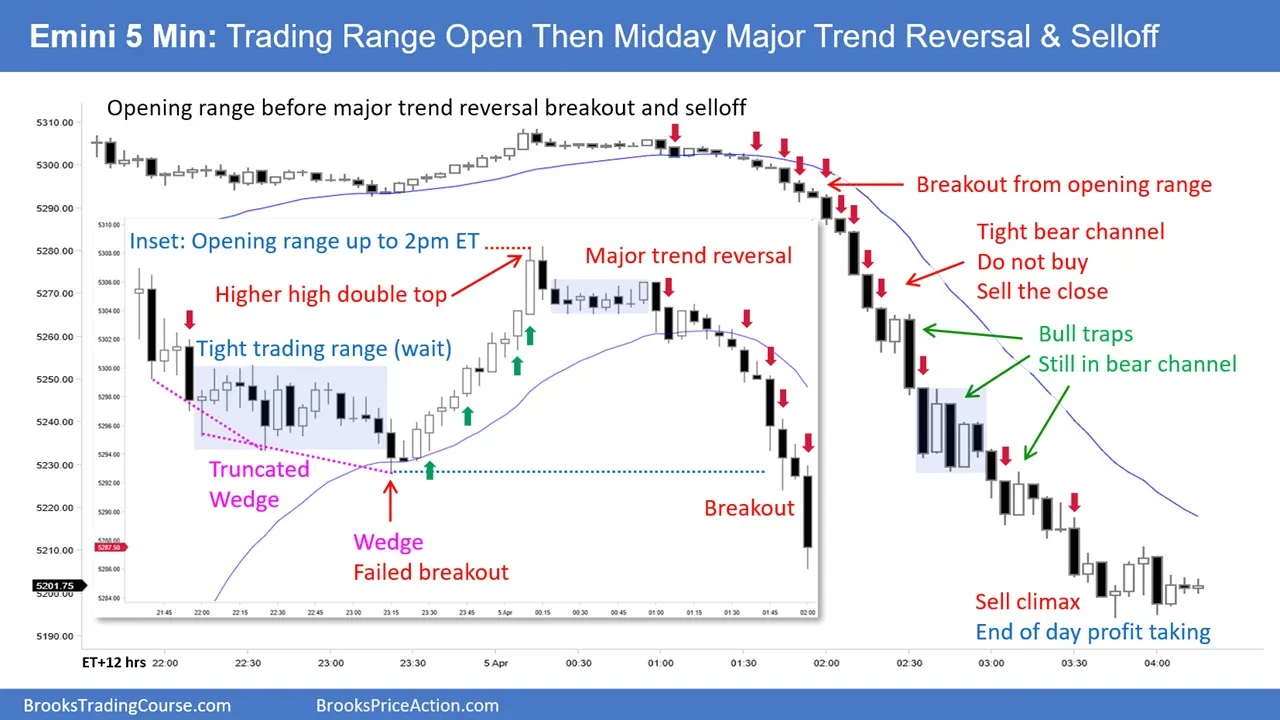 Emini 5 Min: Trading Range Open Then Midday Major Trend Reversal & Selloff
Opening range before major trend reversal breakout and selloff
5310.00
5300.00
5290.00
5280.00
5270.00
5260.00
5250.00
5240.00
5230.00
5220.00
5210.00
5201.75
5200.00
5190.00
Breakout from opening range
Tight bear channel
Do not buy
Sell the close
Bull traps
Still in bear channel
Sell climax
End of day profit taking
Inset: Opening range up to 2pm ET
Higher high double top
Major trend reversal
Tight trading range (wait)
Truncated
Wedge
Wedge
Failed breakout
Breakout
5310.00
5308.00
5306.00
5304.00
5302.00
5300.00
5298.00
5296.00
5294.00
5292.00
5290.00
5288.00
5287.50
5286.00
5284.00
21:45 22:00 22:15 22:30 22:45 23:00 23:15 23:30 23:45 5 Apr 00:15 00:30 00:45 01:00 01:15 01:30 01:45 02:00
ET+12 hrs 22:00 22:30 23:00 23:30 5 Apr 00:30 01:00 01:30 02:00 02:30 03:00 03:30 04:00
BrooksTradingCourse.com BrooksPriceAction.com